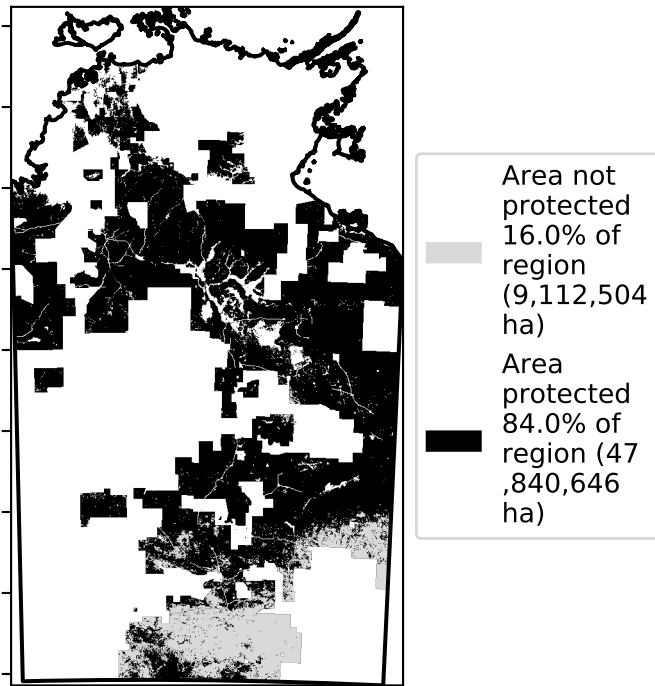 Area not
protected
16.0% of
region
(9,112,504
ha)
Area
protected
84.0% of
region (47
,840,646
ha)